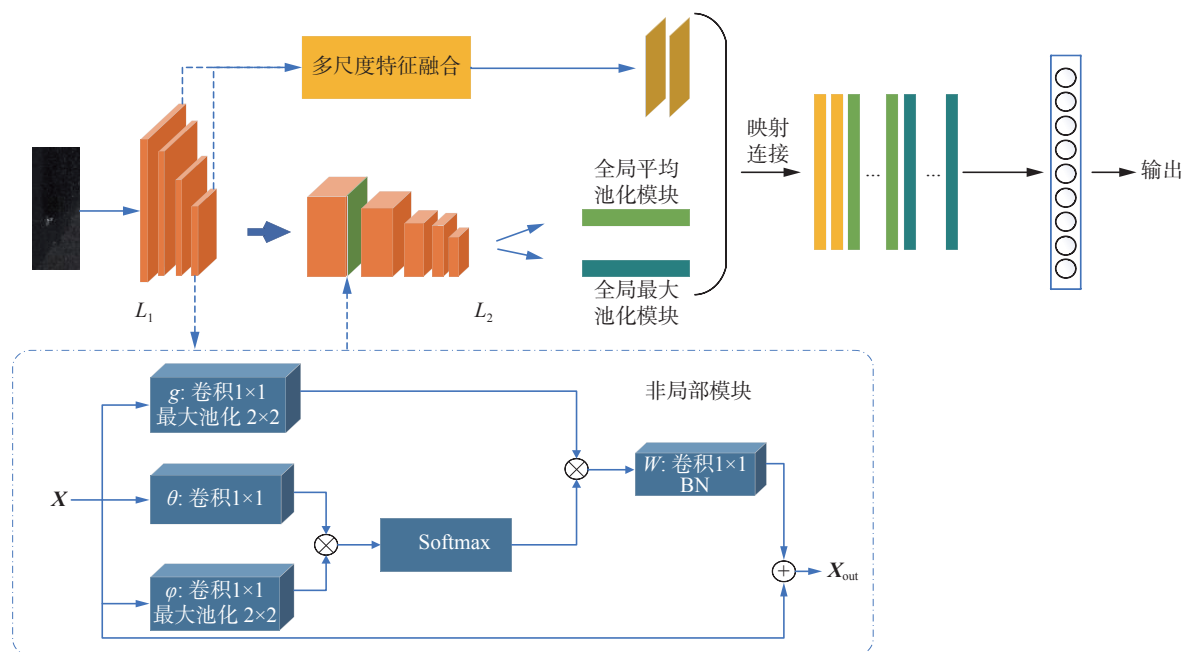 多尺度特征融合
全局平均
池化模块
全局最大
池化模块
映射
连接
...
...
输出
L₁
L₂
非局部模块
g: 卷积1×1
最大池化 2×2
θ: 卷积1×1
φ: 卷积1×1
最大池化 2×2
X
Softmax
W: 卷积1×1
BN
Xout